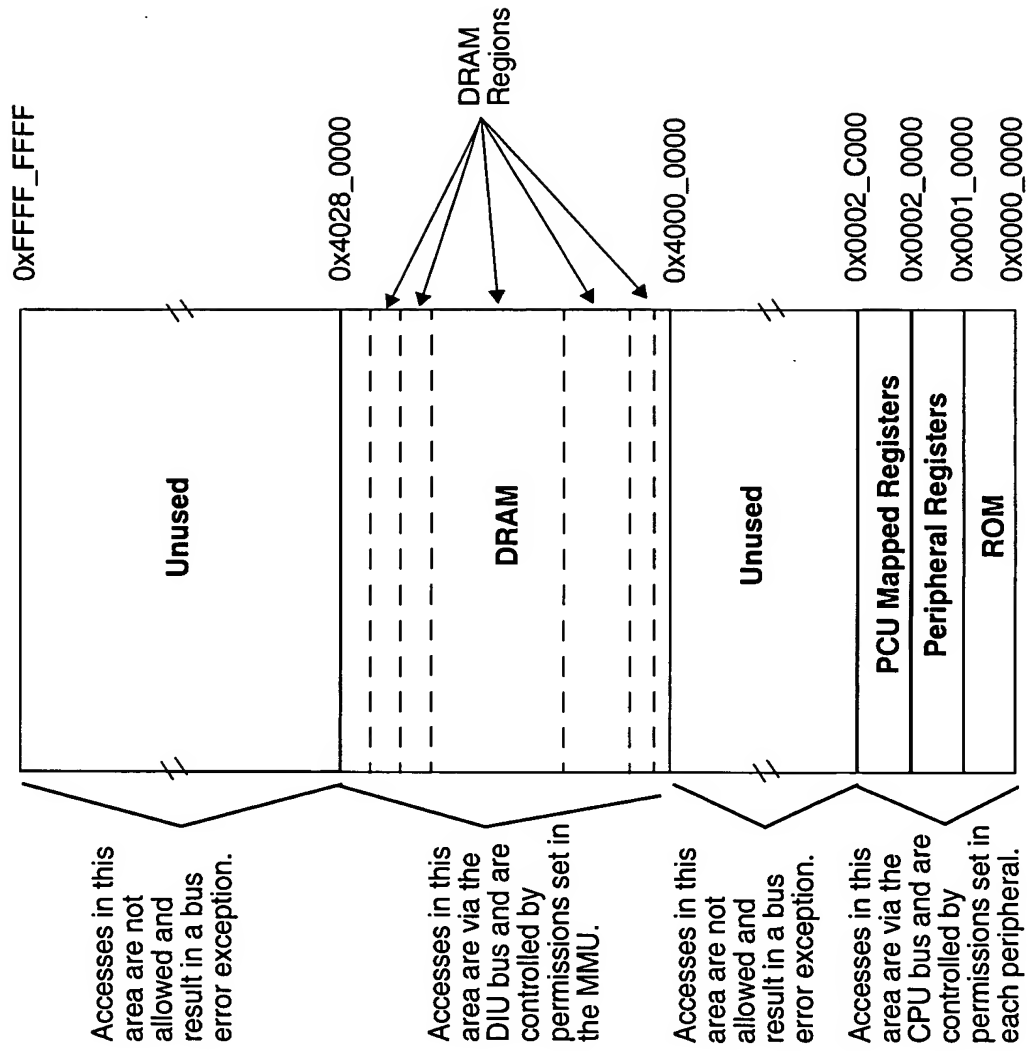 0xFFFF_FFFF
0x4028_0000
DRAM
Regions
0x4000_0000
0x0002_C000
0x0002_0000
0x0001_0000
0x0000_0000
Unused
DRAM
Unused
PCU Mapped Registers
Peripheral Registers
ROM
Accesses in this
area are not
allowed and
result in a bus
error exception.
Accesses in this
area are via the
DIU bus and are
controlled by
permissions set in
the MMU.
Accesses in this
area are not
allowed and
result in a bus
error exception.
Accesses in this
area are via the
CPU bus and are
controlled by
permissions set in
each peripheral.